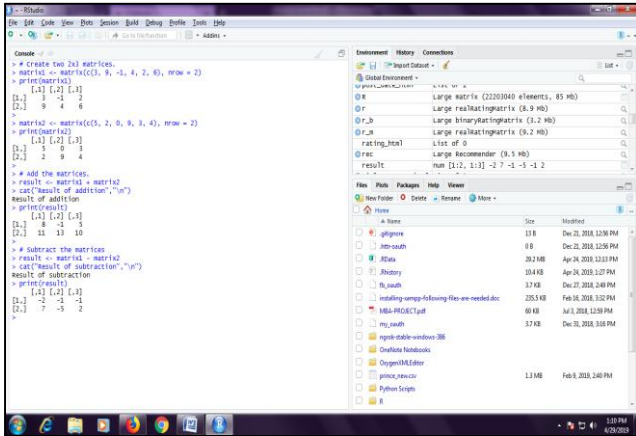 - RStudio
File Edit Code View Plots Session Build Debug Profile Tools Help
Go to file/function
Addins
Console
> # Create two 2x3 matrices.
> matrix1 <- matrix(c(3, 9, -1, 4, 2, 6), nrow = 2)
> print(matrix1)
[,1] [,2] [,3]
[1,] 3 -1 2
[2,] 9 4 6
>
> matrix2 <- matrix(c(5, 2, 0, 9, 3, 4), nrow = 2)
> print(matrix2)
[,1] [,2] [,3]
[1,] 5 0 3
[2,] 2 9 4
>
> # Add the matrices.
> result <- matrix1 + matrix2
> cat("Result of addition","\n")
Result of addition
> print(result)
[,1] [,2] [,3]
[1,] 8 -1 5
[2,] 11 13 10
>
> # Subtract the matrices
> result <- matrix1 - matrix2
> cat("Result of subtraction","\n")
Result of subtraction
> print(result)
[,1] [,2] [,3]
[1,] -2 -1 -1
[2,] 7 -5 2
>
Environment History Connections
Import Dataset
List
Global Environment
R Large matrix (22203040 elements, 85 Mb)
r Large realRatingMatrix (8.9 Mb)
r_b Large binaryRatingMatrix (3.2 Mb)
r_m Large realRatingMatrix (9.2 Mb)
rating_html List of 0
rec Large Recommender (9.5 Mb)
result num [1:2, 1:3] -2 7 -1 -5 -1 2
Files Plots Packages Help Viewer
New Folder Delete Rename More
Home
Name Size Modified
.gitignore 13 B Dec 21, 2018, 12:56 PM
.httr-oauth 0 B Dec 21, 2018, 12:56 PM
.RData 29.2 MB Apr 24, 2019, 12:13 PM
.Rhistory 10.4 KB Apr 24, 2019, 1:27 PM
fb_oauth 3.7 KB Dec 27, 2018, 2:49 PM
installing-xampp-following-files-are-needed.doc 235.5 KB Feb 16, 2018, 3:32 PM
MBA-PROJECT.pdf 60 KB Jul 3, 2018, 12:59 PM
my_oauth 3.7 KB Dec 31, 2018, 3:16 PM
ngrok-stable-windows-386
OneNote Notebooks
OxygenXMLEditor
prince_new.csv 1.3 MB Feb 9, 2019, 2:40 PM
Python Scripts
R
1:10 PM
4/29/2019